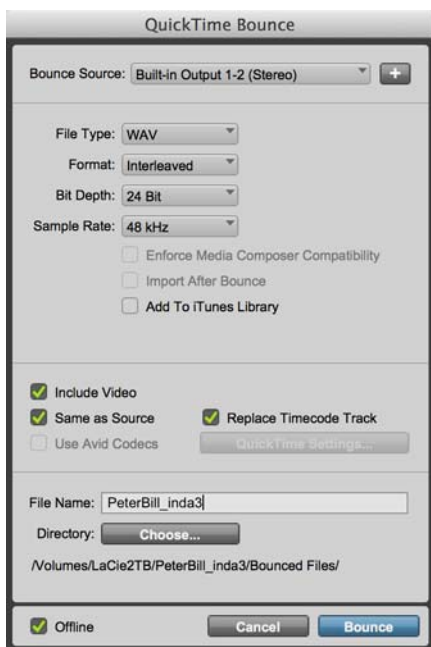 QuickTime Bounce
Bounce Source: Built-in Output 1-2 (Stereo) +
File Type: WAV
Format: Interleaved
Bit Depth: 24 Bit
Sample Rate: 48 kHz
Enforce Media Composer Compatibility
Import After Bounce
Add To iTunes Library
Include Video
Same as Source Replace Timecode Track
Use Avid Codecs QuickTime Settings...
File Name: PeterBill_inda3
Directory: Choose...
/Volumes/LaCie2TB/PeterBill_inda3/Bounced Files/
Offline Cancel Bounce